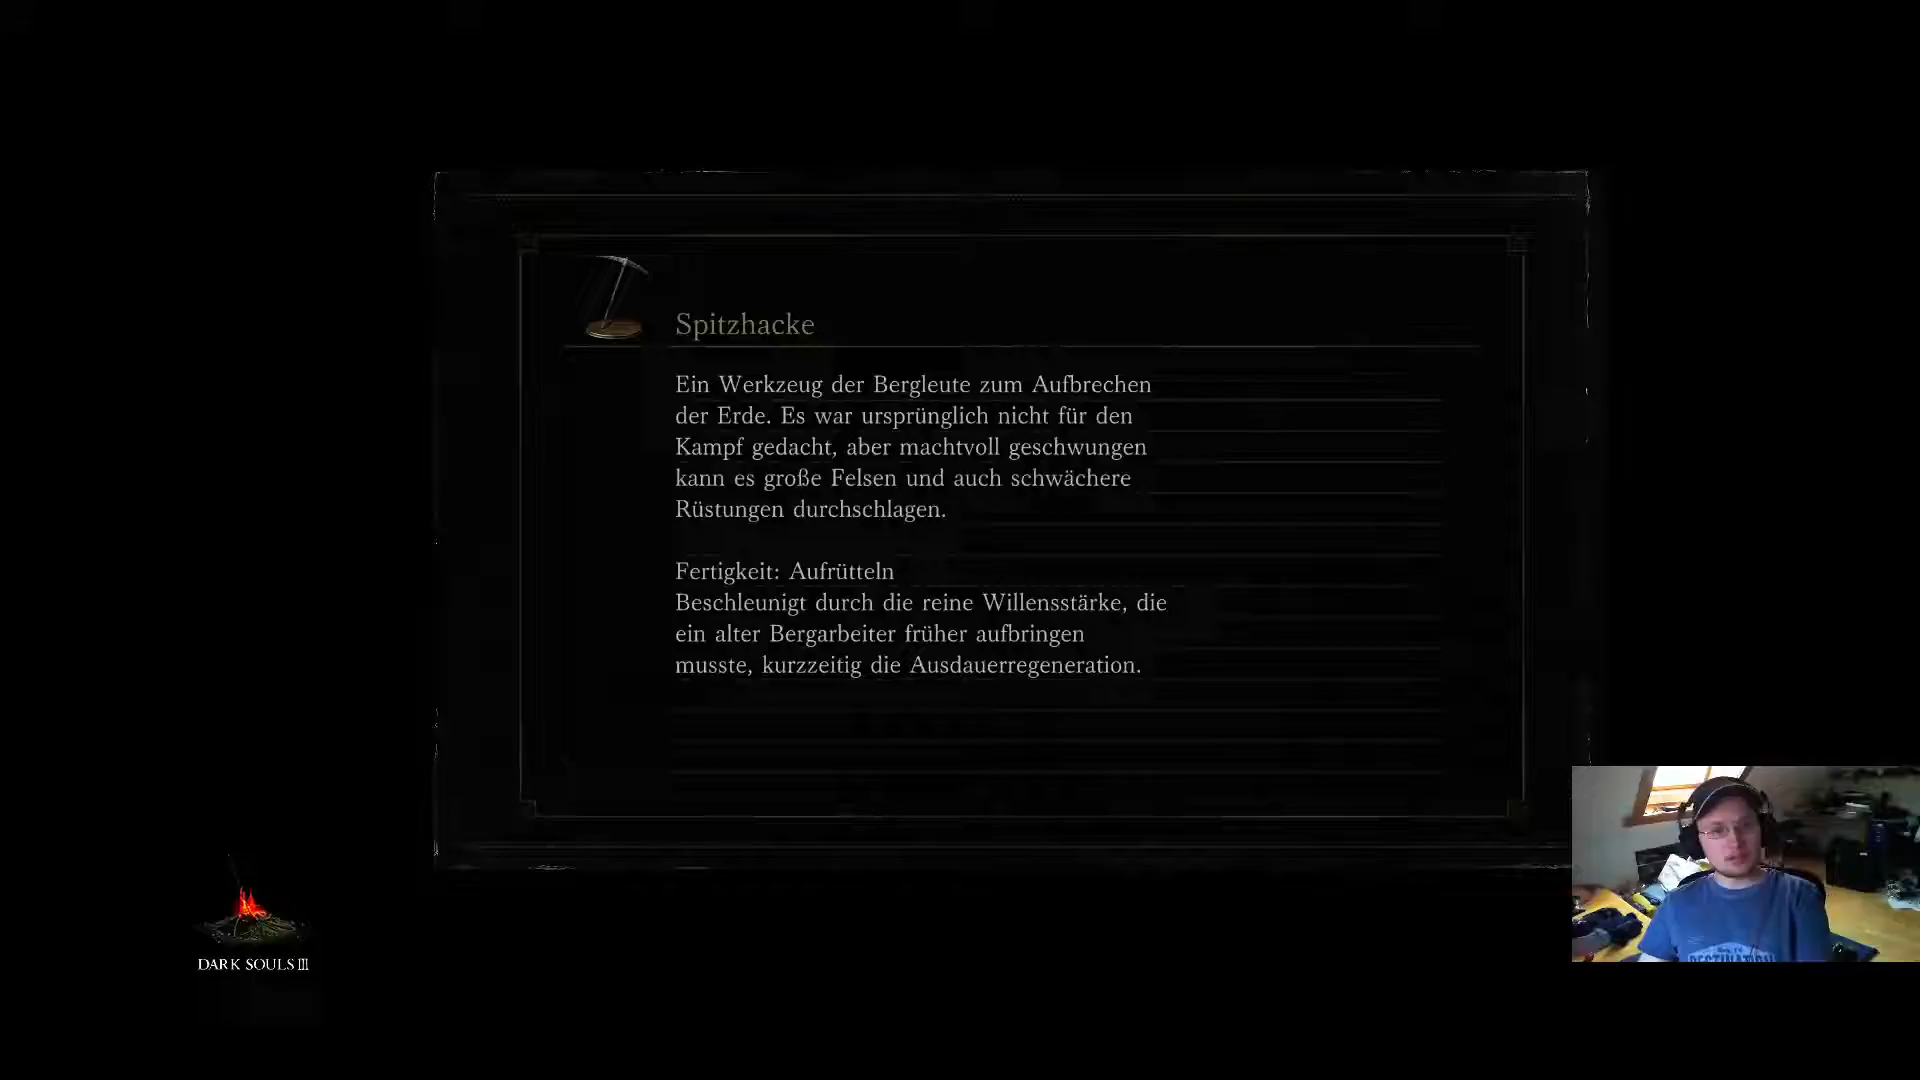 Spitzhacke
Ein Werkzeug der Bergleute zum Aufbrechen
der Erde. Es war ursprünglich nicht für den
Kampf gedacht, aber machtvoll geschwungen
kann es große Felsen und auch schwächere
Rüstungen durchschlagen.
Fertigkeit: Aufrütteln
Beschleunigt durch die reine Willensstärke, die
ein alter Bergarbeiter früher aufbringen
musste, kurzzeitig die Ausdauerregeneration.
DARK SOULS III